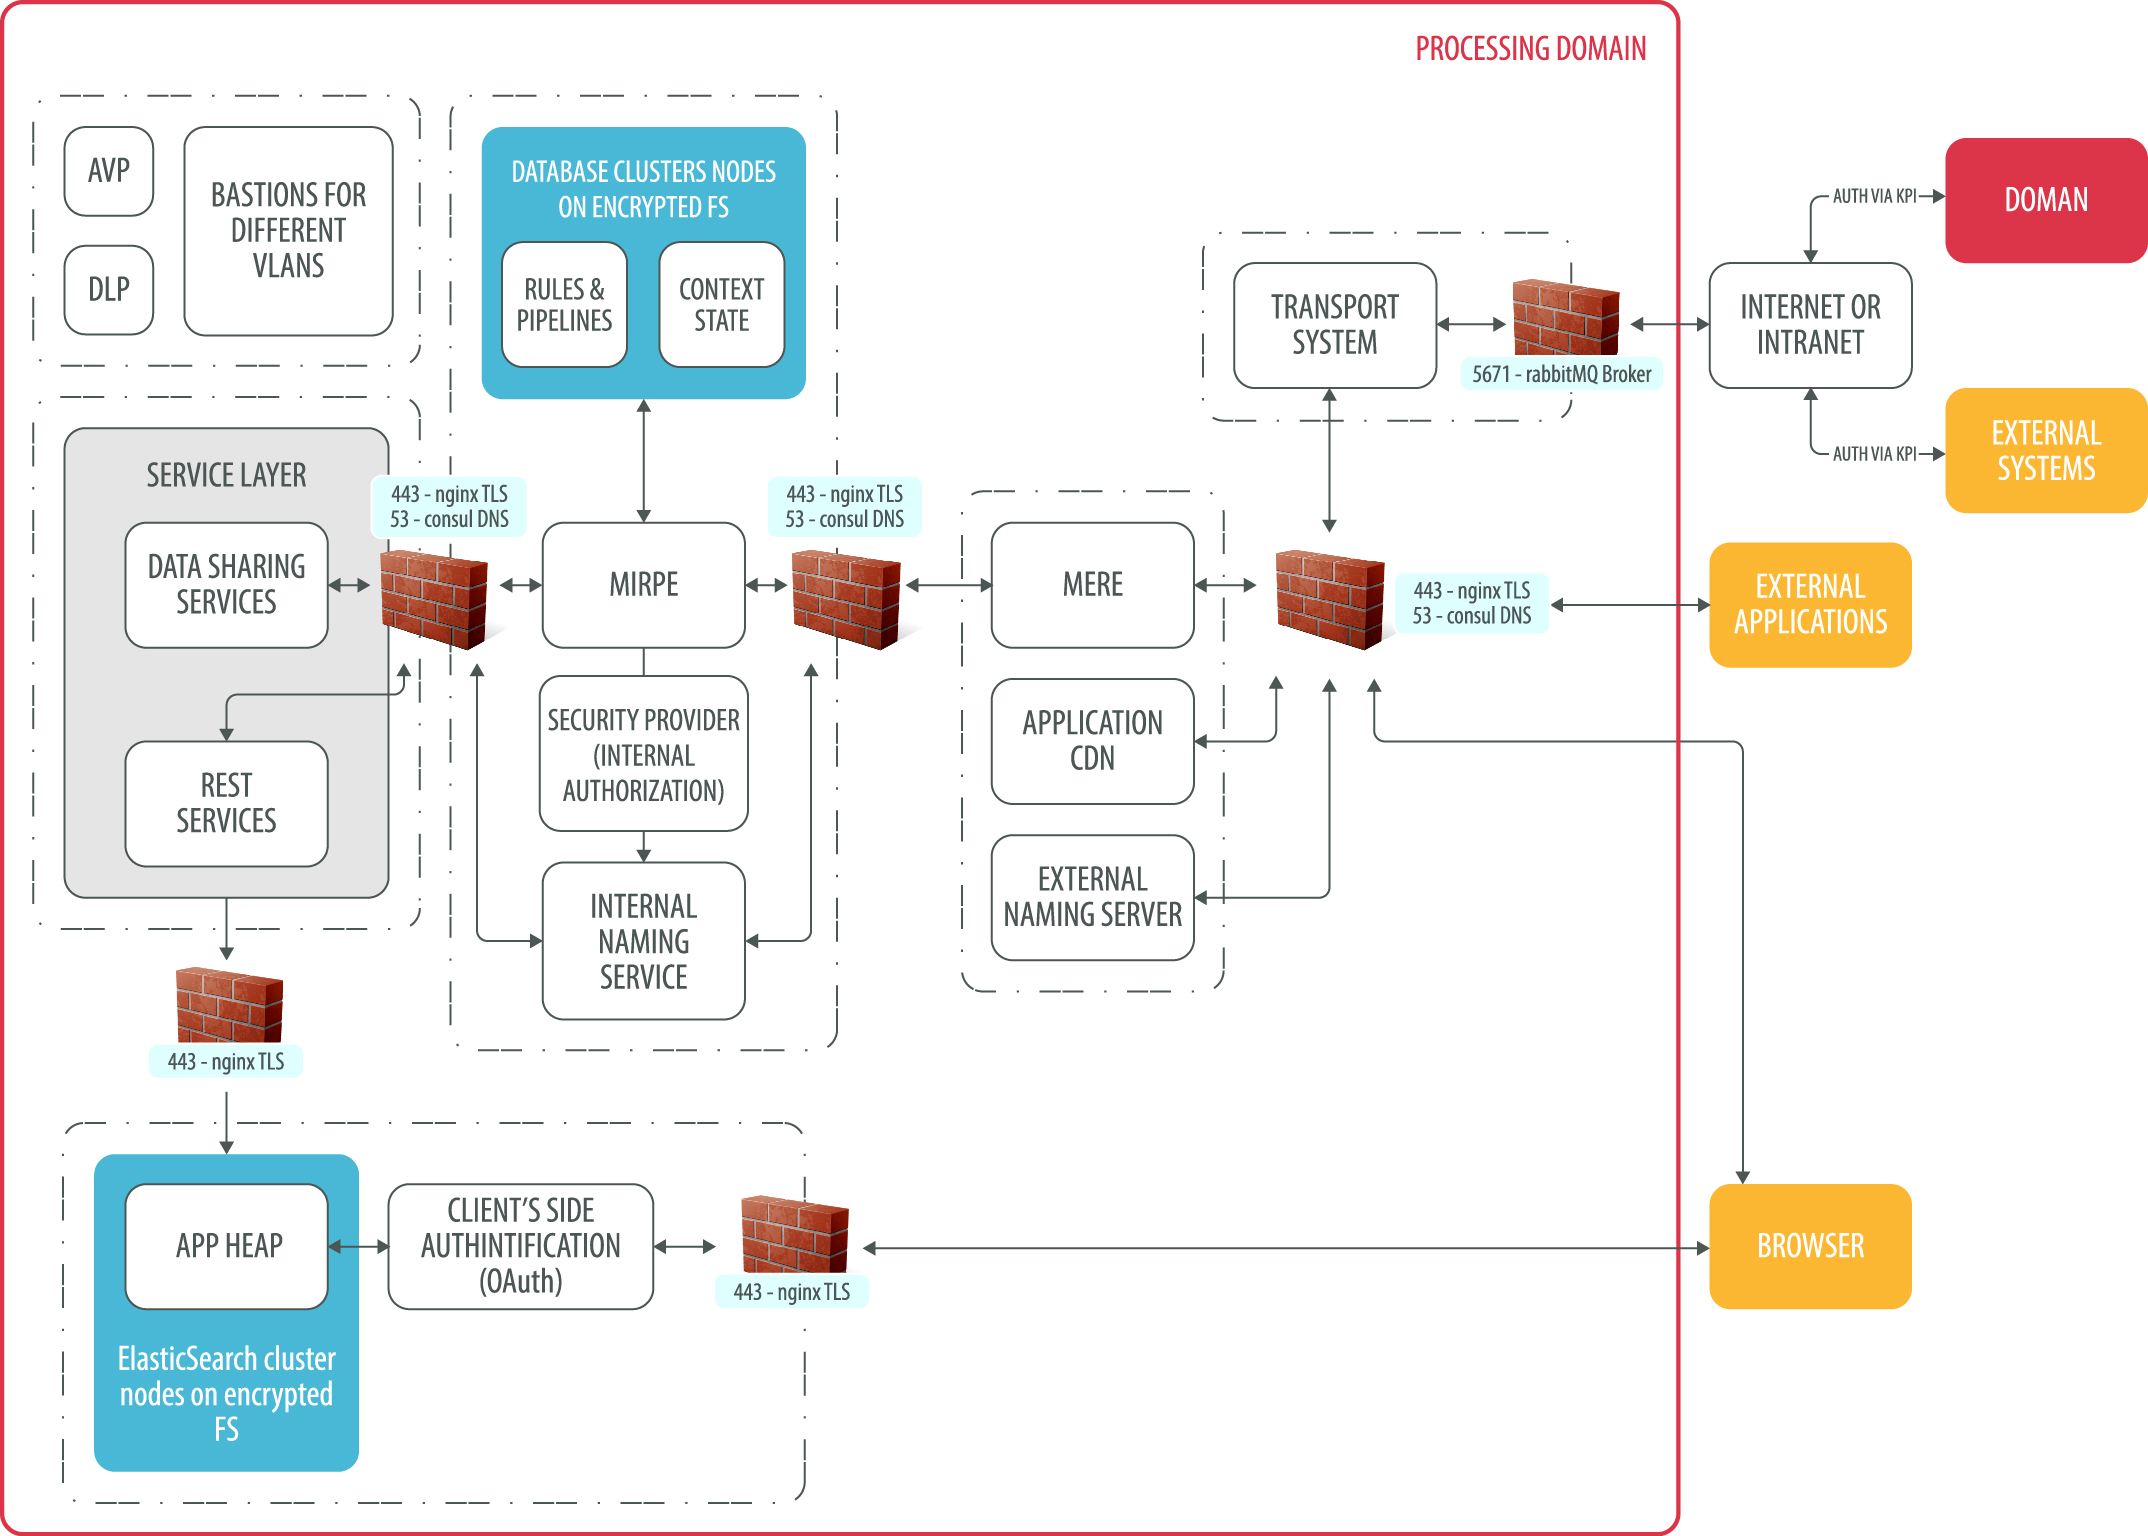 PROCESSING DOMAIN
AVP
DLP
BASTIONS FOR
DIFFERENT
VLANS
DATABASE CLUSTERS NODES
ON ENCRYPTED FS
RULES &
PIPELINES
CONTEXT
STATE
TRANSPORT
SYSTEM
5671 - rabbitMQ Broker
INTERNET OR
INTRANET
AUTH VIA KPI
DOMAN
AUTH VIA KPI
EXTERNAL
SYSTEMS
SERVICE LAYER
DATA SHARING
SERVICES
REST
SERVICES
443 - nginx TLS
53 - consul DNS
MIRPE
SECURITY PROVIDER
(INTERNAL
AUTHORIZATION)
INTERNAL
NAMING
SERVICE
443 - nginx TLS
53 - consul DNS
MERE
APPLICATION
CDN
EXTERNAL
NAMING SERVER
443 - nginx TLS
53 - consul DNS
EXTERNAL
APPLICATIONS
443 - nginx TLS
APP HEAP
ElasticSearch cluster
nodes on encrypted
FS
CLIENT’S SIDE
AUTHINTIFICATION
(OAuth)
443 - nginx TLS
BROWSER